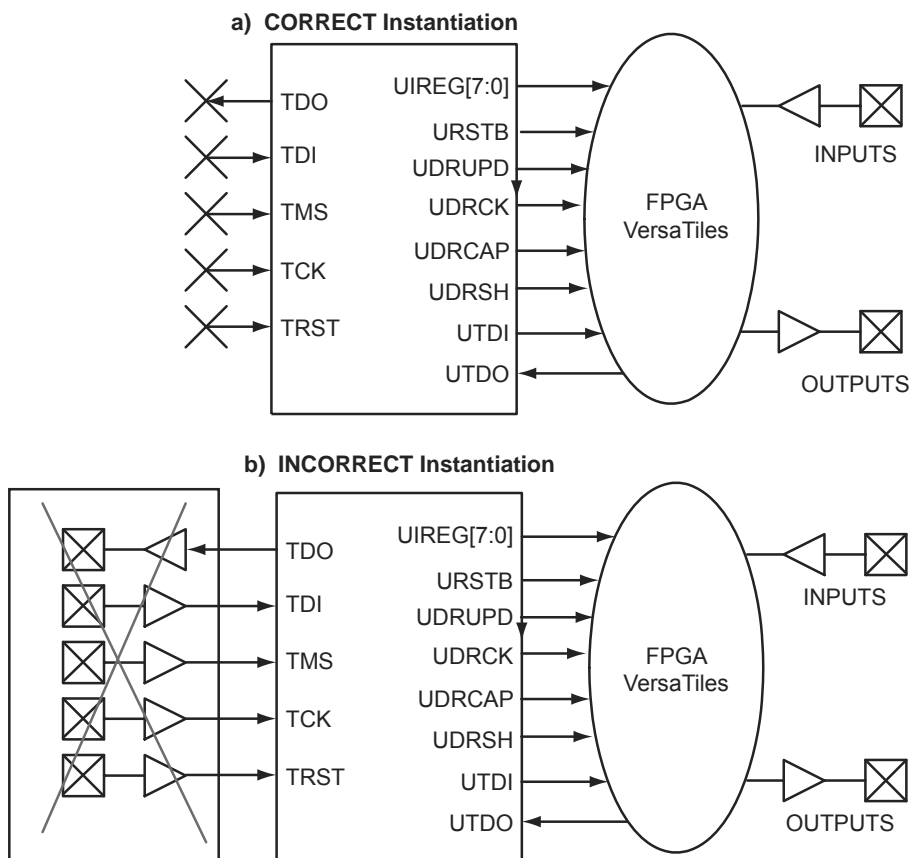 a) CORRECT Instantiation
TDO
TDI
TMS
TCK
TRST
UIREG[7:0]
URSTB
UDRUPD
UDRCK
UDRCAP
UDRSH
UTDI
UTDO
FPGA
VersaTiles
INPUTS
OUTPUTS
b) INCORRECT Instantiation
TDO
TDI
TMS
TCK
TRST
UIREG[7:0]
URSTB
UDRUPD
UDRCK
UDRCAP
UDRSH
UTDI
UTDO
FPGA
VersaTiles
INPUTS
OUTPUTS